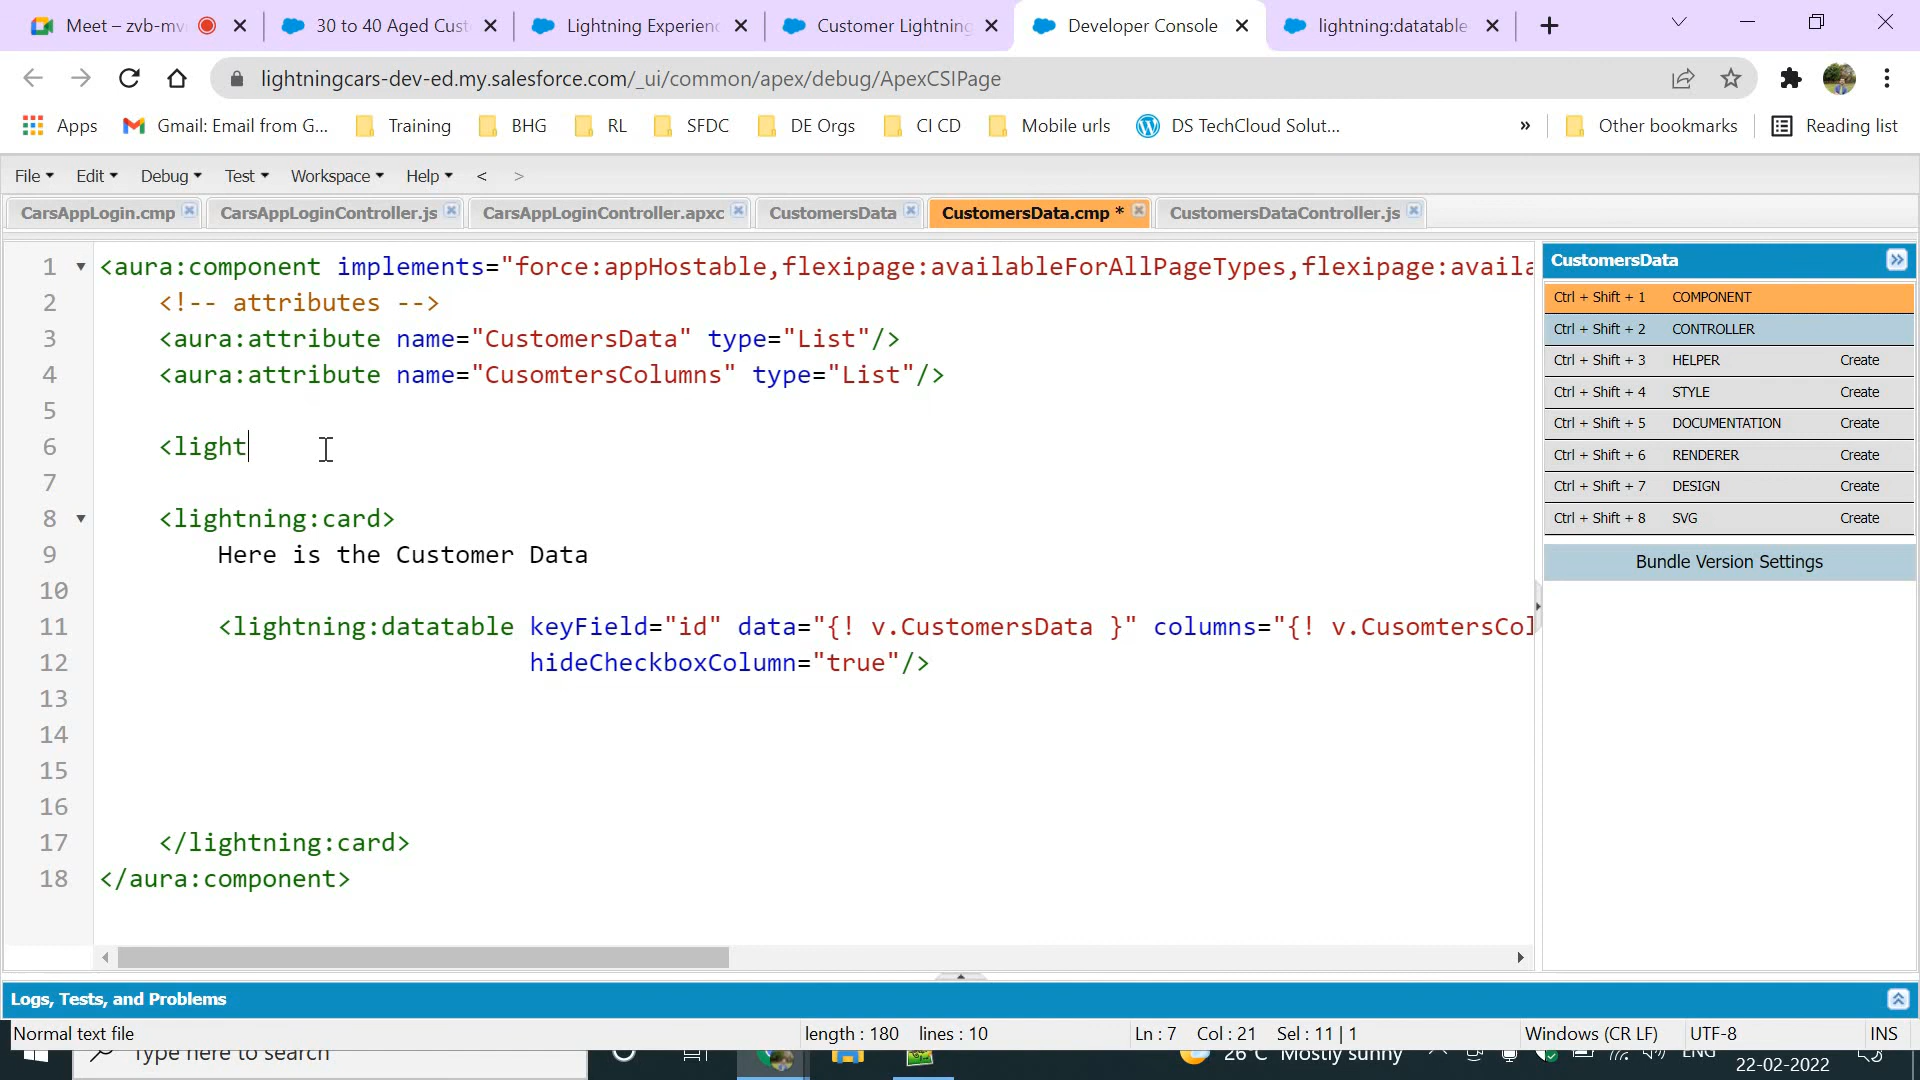 Meet – zvb-mv
30 to 40 Aged Cust
Lightning Experienc
Customer Lightning
Developer Console
lightning:datatable
lightningcars-dev-ed.my.salesforce.com/_ui/common/apex/debug/ApexCSIPage
Apps
Gmail: Email from G...
Training
BHG
RL
SFDC
DE Orgs
CI CD
Mobile urls
DS TechCloud Solut...
»
Other bookmarks
Reading list
File Edit Debug Test Workspace Help < >
CarsAppLogin.cmp
CarsAppLoginController.js
CarsAppLoginController.apxc
CustomersData
CustomersData.cmp *
CustomersDataController.js
1 <aura:component implements="force:appHostable,flexipage:availableForAllPageTypes,flexipage:availa
2 <!-- attributes -->
3 <aura:attribute name="CustomersData" type="List"/>
4 <aura:attribute name="CusomtersColumns" type="List"/>
5
6 <light
7
8 <lightning:card>
9 Here is the Customer Data
10
11 <lightning:datatable keyField="id" data="{! v.CustomersData }" columns="{! v.CusomtersCol
12 hideCheckboxColumn="true"/>
13
14
15
16
17 </lightning:card>
18 </aura:component>
CustomersData
Ctrl + Shift + 1 COMPONENT
Ctrl + Shift + 2 CONTROLLER
Ctrl + Shift + 3 HELPER Create
Ctrl + Shift + 4 STYLE Create
Ctrl + Shift + 5 DOCUMENTATION Create
Ctrl + Shift + 6 RENDERER Create
Ctrl + Shift + 7 DESIGN Create
Ctrl + Shift + 8 SVG Create
Bundle Version Settings
Logs, Tests, and Problems
Normal text file length : 180 lines : 10 Ln : 7 Col : 21 Sel : 11 | 1 Windows (CR LF) UTF-8 INS
Type here to search
26°C Mostly sunny
ENG
22-02-2022